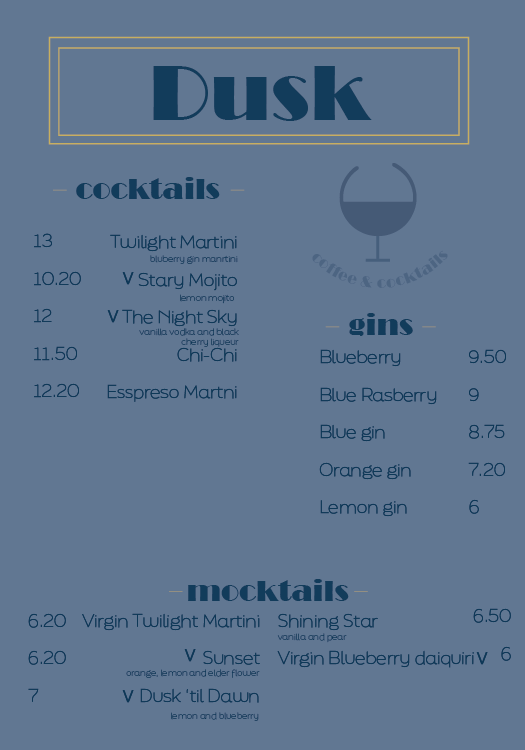 Dusk
cocktails
13 Twilight Martini
bluberry gin manrtini
10.20 V Stary Mojito
lemon mojito
12 V The Night Sky
vanilla vodka and black
cherry liqueur
11.50 Chi-Chi
12.20 Esspreso Martni
coffee & cocktails
gins
Blueberry 9.50
Blue Rasberry 9
Blue gin 8.75
Orange gin 7.20
Lemon gin 6
mocktails
6.20 Virgin Twilight Martini
6.20 V Sunset
orange, lemon and elder flower
7 V Dusk 'til Dawn
lemon and blueberry
Shining Star 6.50
vanilla and pear
Virgin Blueberry daiquiri V 6